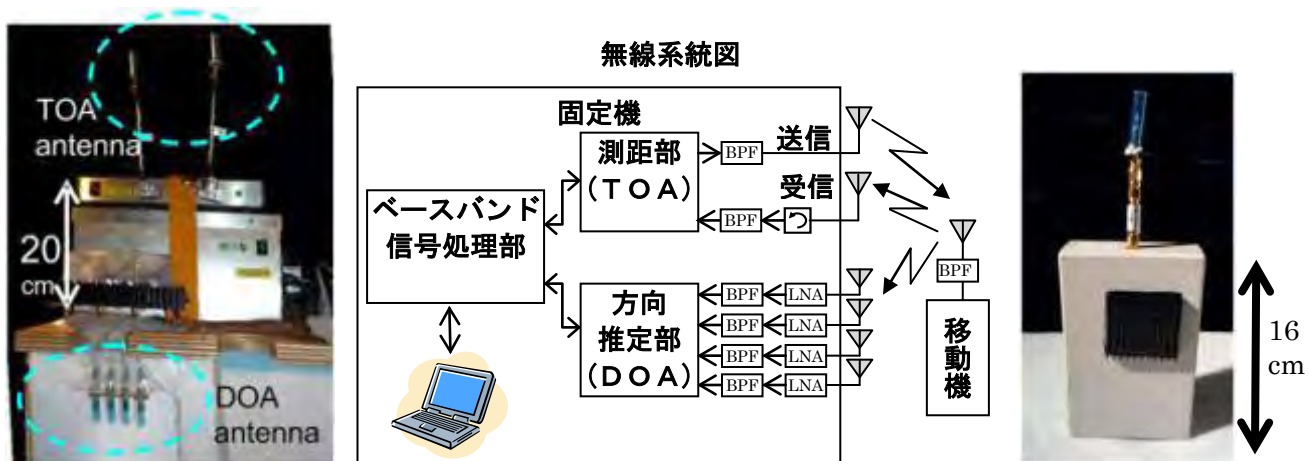 TOA
antenna
20
cm
DOA
antenna
無線系統図
固定機
測距部
(ＴＯＡ)
BPF
送信
受信
BPF
ベースバンド
信号処理部
方向
推定部
(ＤＯＡ)
BPF
LNA
BPF
LNA
BPF
LNA
BPF
LNA
BPF
移動機
16
cm